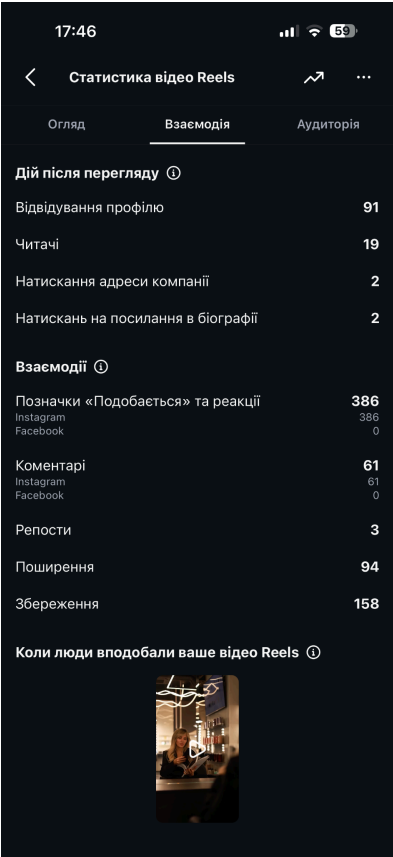 17:46
59
Статистика відео Reels
Огляд
Взаємодія
Аудиторія
Дій після перегляду
Відвідування профілю 91
Читачі 19
Натискання адреси компанії 2
Натискань на посилання в біографії 2
Взаємодії
Позначки «Подобається» та реакції 386
Instagram 386
Facebook 0
Коментарі 61
Instagram 61
Facebook 0
Репости 3
Поширення 94
Збереження 158
Коли люди вподобали ваше відео Reels